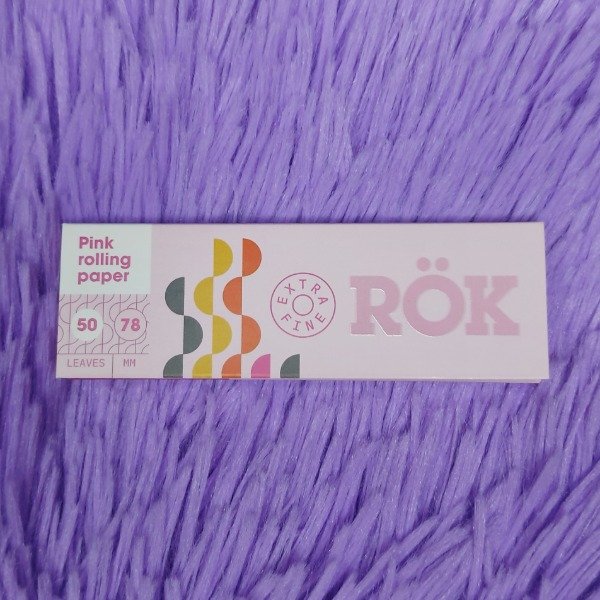 Pink
rolling
paper
50 78
LEAVES MM
EXTRA
FINE
RÖK